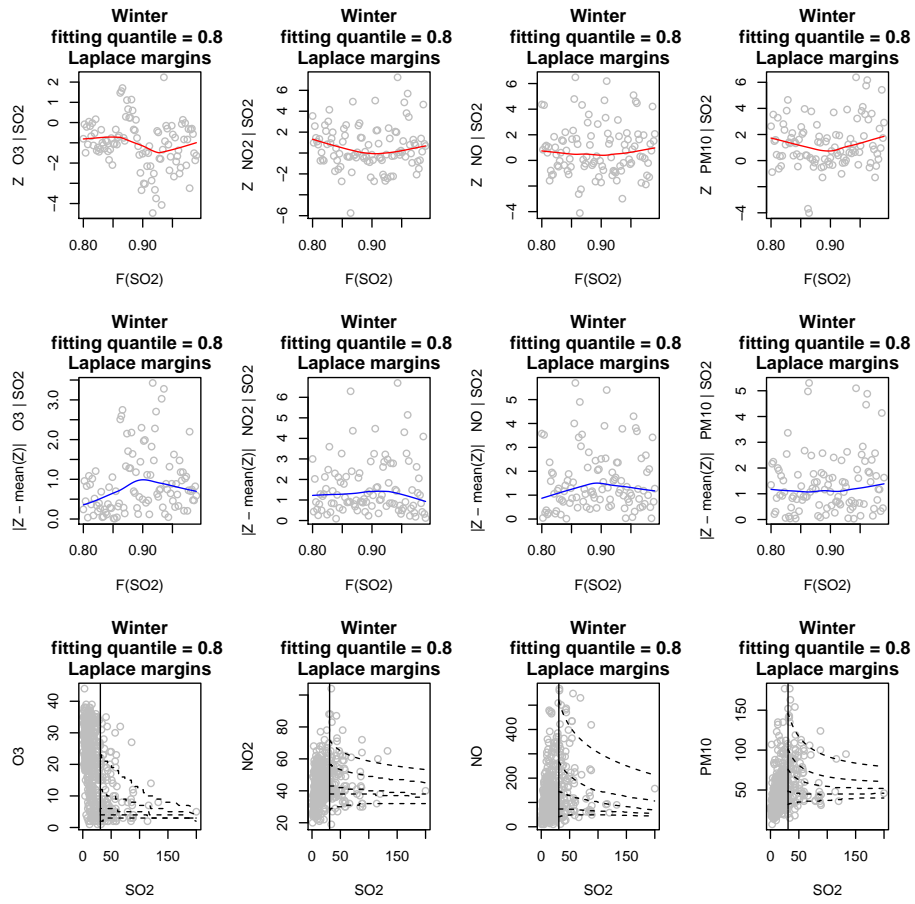 Winter
fitting quantile = 0.8
Laplace margins
Z O3 | SO2
2
0
−1
−2
−4
0.80 0.90
F(SO2)
Winter
fitting quantile = 0.8
Laplace margins
Z NO2 | SO2
6
4
2
0
−2
−6
0.80 0.90
F(SO2)
Winter
fitting quantile = 0.8
Laplace margins
Z NO | SO2
6
4
2
0
−2
−4
0.80 0.90
F(SO2)
Winter
fitting quantile = 0.8
Laplace margins
Z PM10 | SO2
6
4
2
0
−4
0.80 0.90
F(SO2)
Winter
fitting quantile = 0.8
Laplace margins
|Z − mean(Z)| O3 | SO2
3.0
2.0
1.0
0.0
0.80 0.90
F(SO2)
Winter
fitting quantile = 0.8
Laplace margins
|Z − mean(Z)| NO2 | SO2
6
5
4
3
2
1
0
0.80 0.90
F(SO2)
Winter
fitting quantile = 0.8
Laplace margins
|Z − mean(Z)| NO | SO2
5
4
3
2
1
0
0.80 0.90
F(SO2)
Winter
fitting quantile = 0.8
Laplace margins
|Z − mean(Z)| PM10 | SO2
5
4
3
2
1
0
0.80 0.90
F(SO2)
Winter
fitting quantile = 0.8
Laplace margins
O3
40
30
20
10
0
0 50 150
SO2
Winter
fitting quantile = 0.8
Laplace margins
NO2
80
60
40
20
0 50 150
SO2
Winter
fitting quantile = 0.8
Laplace margins
NO
400
200
0
0 50 150
SO2
Winter
fitting quantile = 0.8
Laplace margins
PM10
150
100
50
0 50 150
SO2